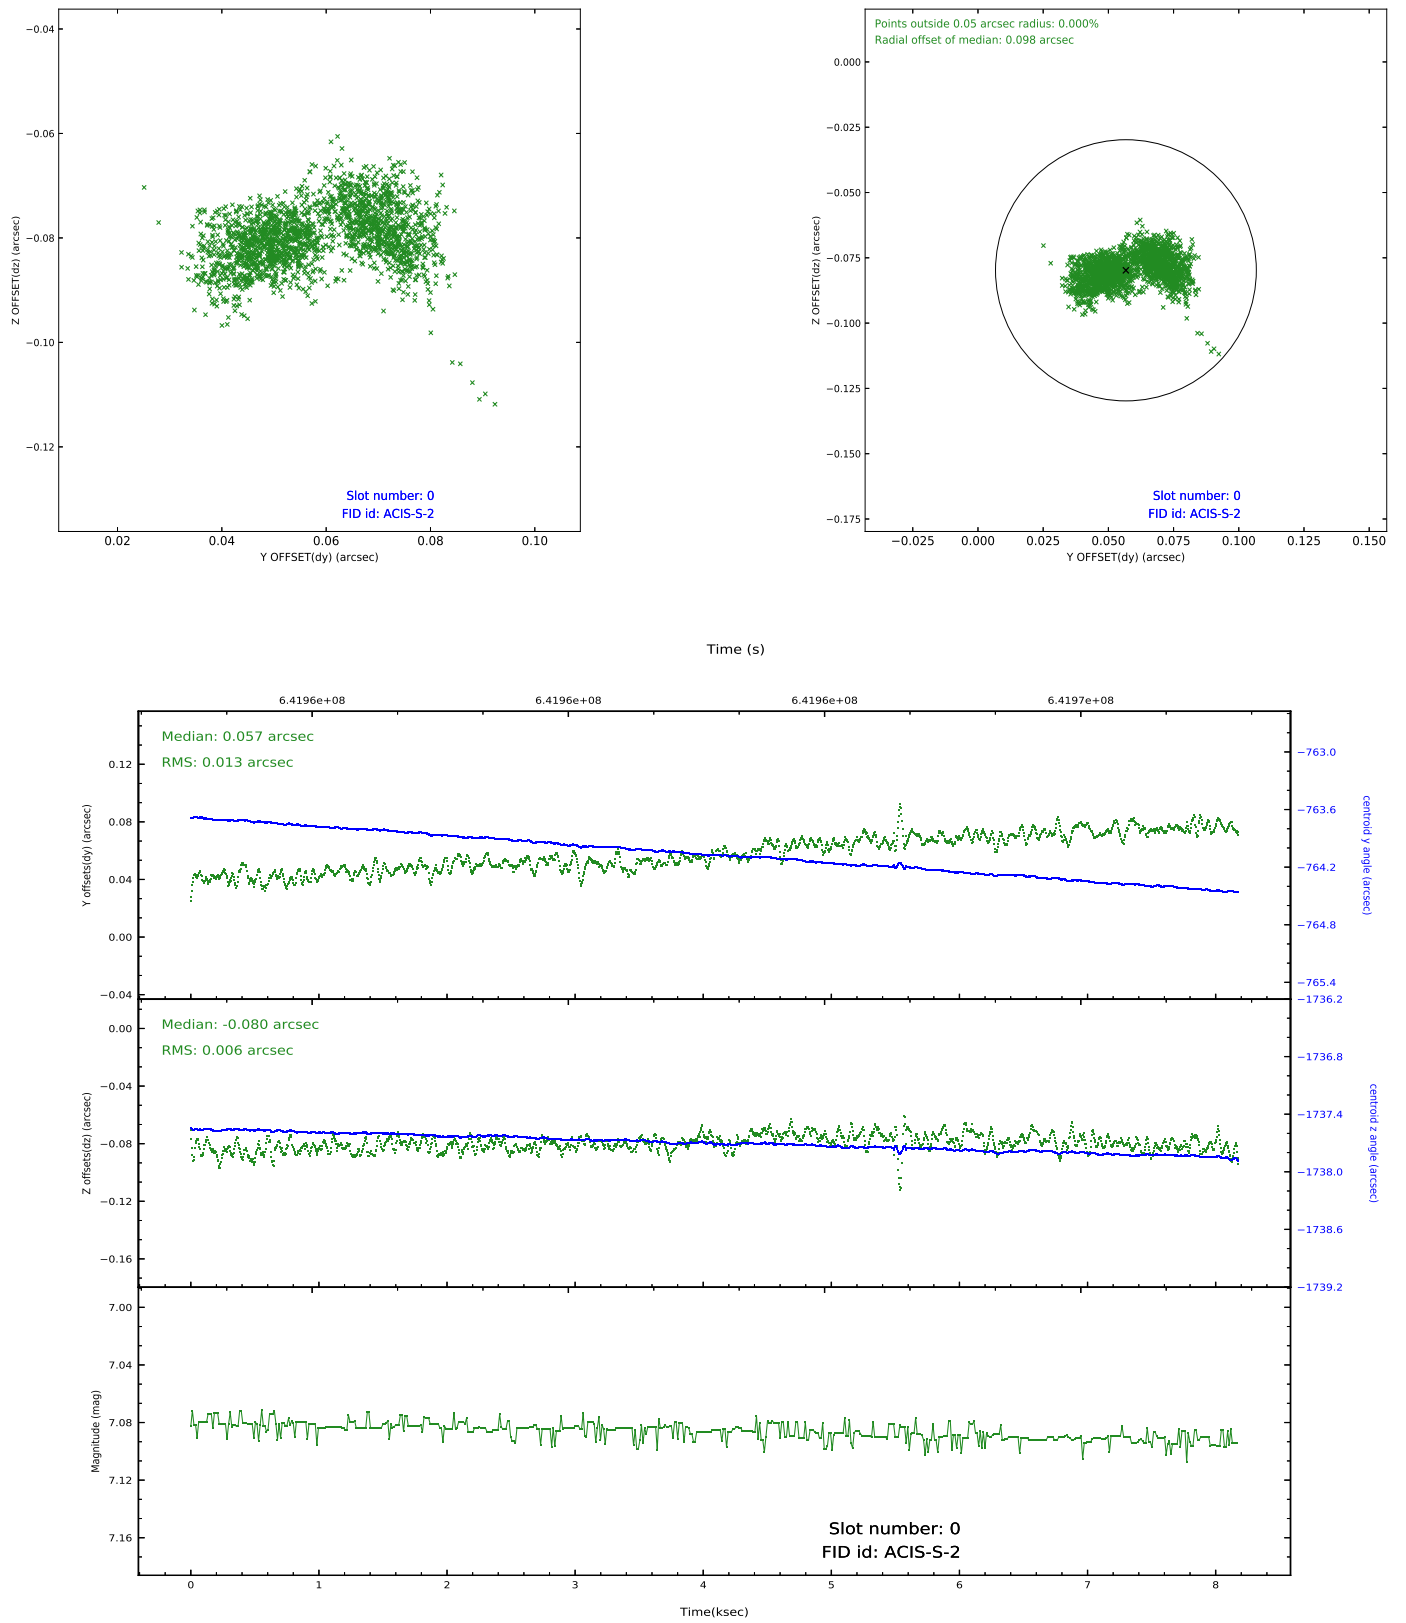 −0.04
−0.06
−0.08
−0.10
−0.12
Z OFFSET(dz) (arcsec)
Slot number: 0
FID id: ACIS-S-2
0.02 0.04 0.06 0.08 0.10
Y OFFSET(dy) (arcsec)
Points outside 0.05 arcsec radius: 0.000%
Radial offset of median: 0.098 arcsec
0.000
−0.025
−0.050
−0.075
−0.100
−0.125
−0.150
−0.175
Z OFFSET(dz) (arcsec)
Slot number: 0
FID id: ACIS-S-2
−0.025 0.000 0.025 0.050 0.075 0.100 0.125 0.150
Y OFFSET(dy) (arcsec)
Time (s)
6.4196e+08 6.4196e+08 6.4196e+08 6.4197e+08
Median: 0.057 arcsec
RMS: 0.013 arcsec
0.12
0.08
0.04
0.00
−0.04
Y offsets(dy) (arcsec)
−763.0
−763.6
−764.2
−764.8
−765.4
centroid y angle (arcsec)
Median: -0.080 arcsec
RMS: 0.006 arcsec
0.00
−0.04
−0.08
−0.12
−0.16
Z offsets(dz) (arcsec)
−1736.2
−1736.8
−1737.4
−1738.0
−1738.6
−1739.2
centroid z angle (arcsec)
7.00
7.04
7.08
7.12
7.16
Magnitude (mag)
Slot number: 0
FID id: ACIS-S-2
0 1 2 3 4 5 6 7 8
Time(ksec)